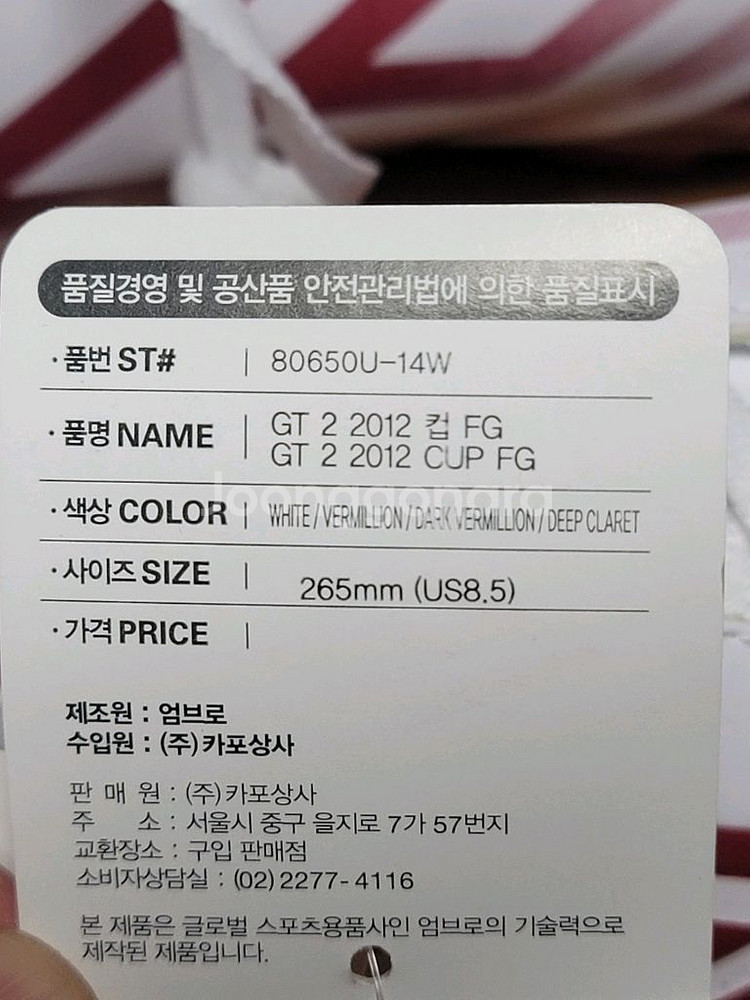 품질경영 및 공산품 안전관리법에 의한 품질표시
· 품번 ST# | 80650U-14W
· 품명 NAME | GT 2 2012 컵 FG
GT 2 2012 CUP FG
joonggonara
· 색상 COLOR | WHITE / VERMILLION / DARK VERMILLION / DEEP CLARET
· 사이즈 SIZE | 265mm (US8.5)
· 가격 PRICE |
제조원 : 엄브로
수입원 : (주)카포상사
판 매 원 : (주)카포상사
주 소 : 서울시 중구 을지로 7가 57번지
교환장소 : 구입 판매점
소비자상담실 : (02) 2277-4116
본 제품은 글로벌 스포츠용품사인 엄브로의 기술력으로
제작된 제품입니다.